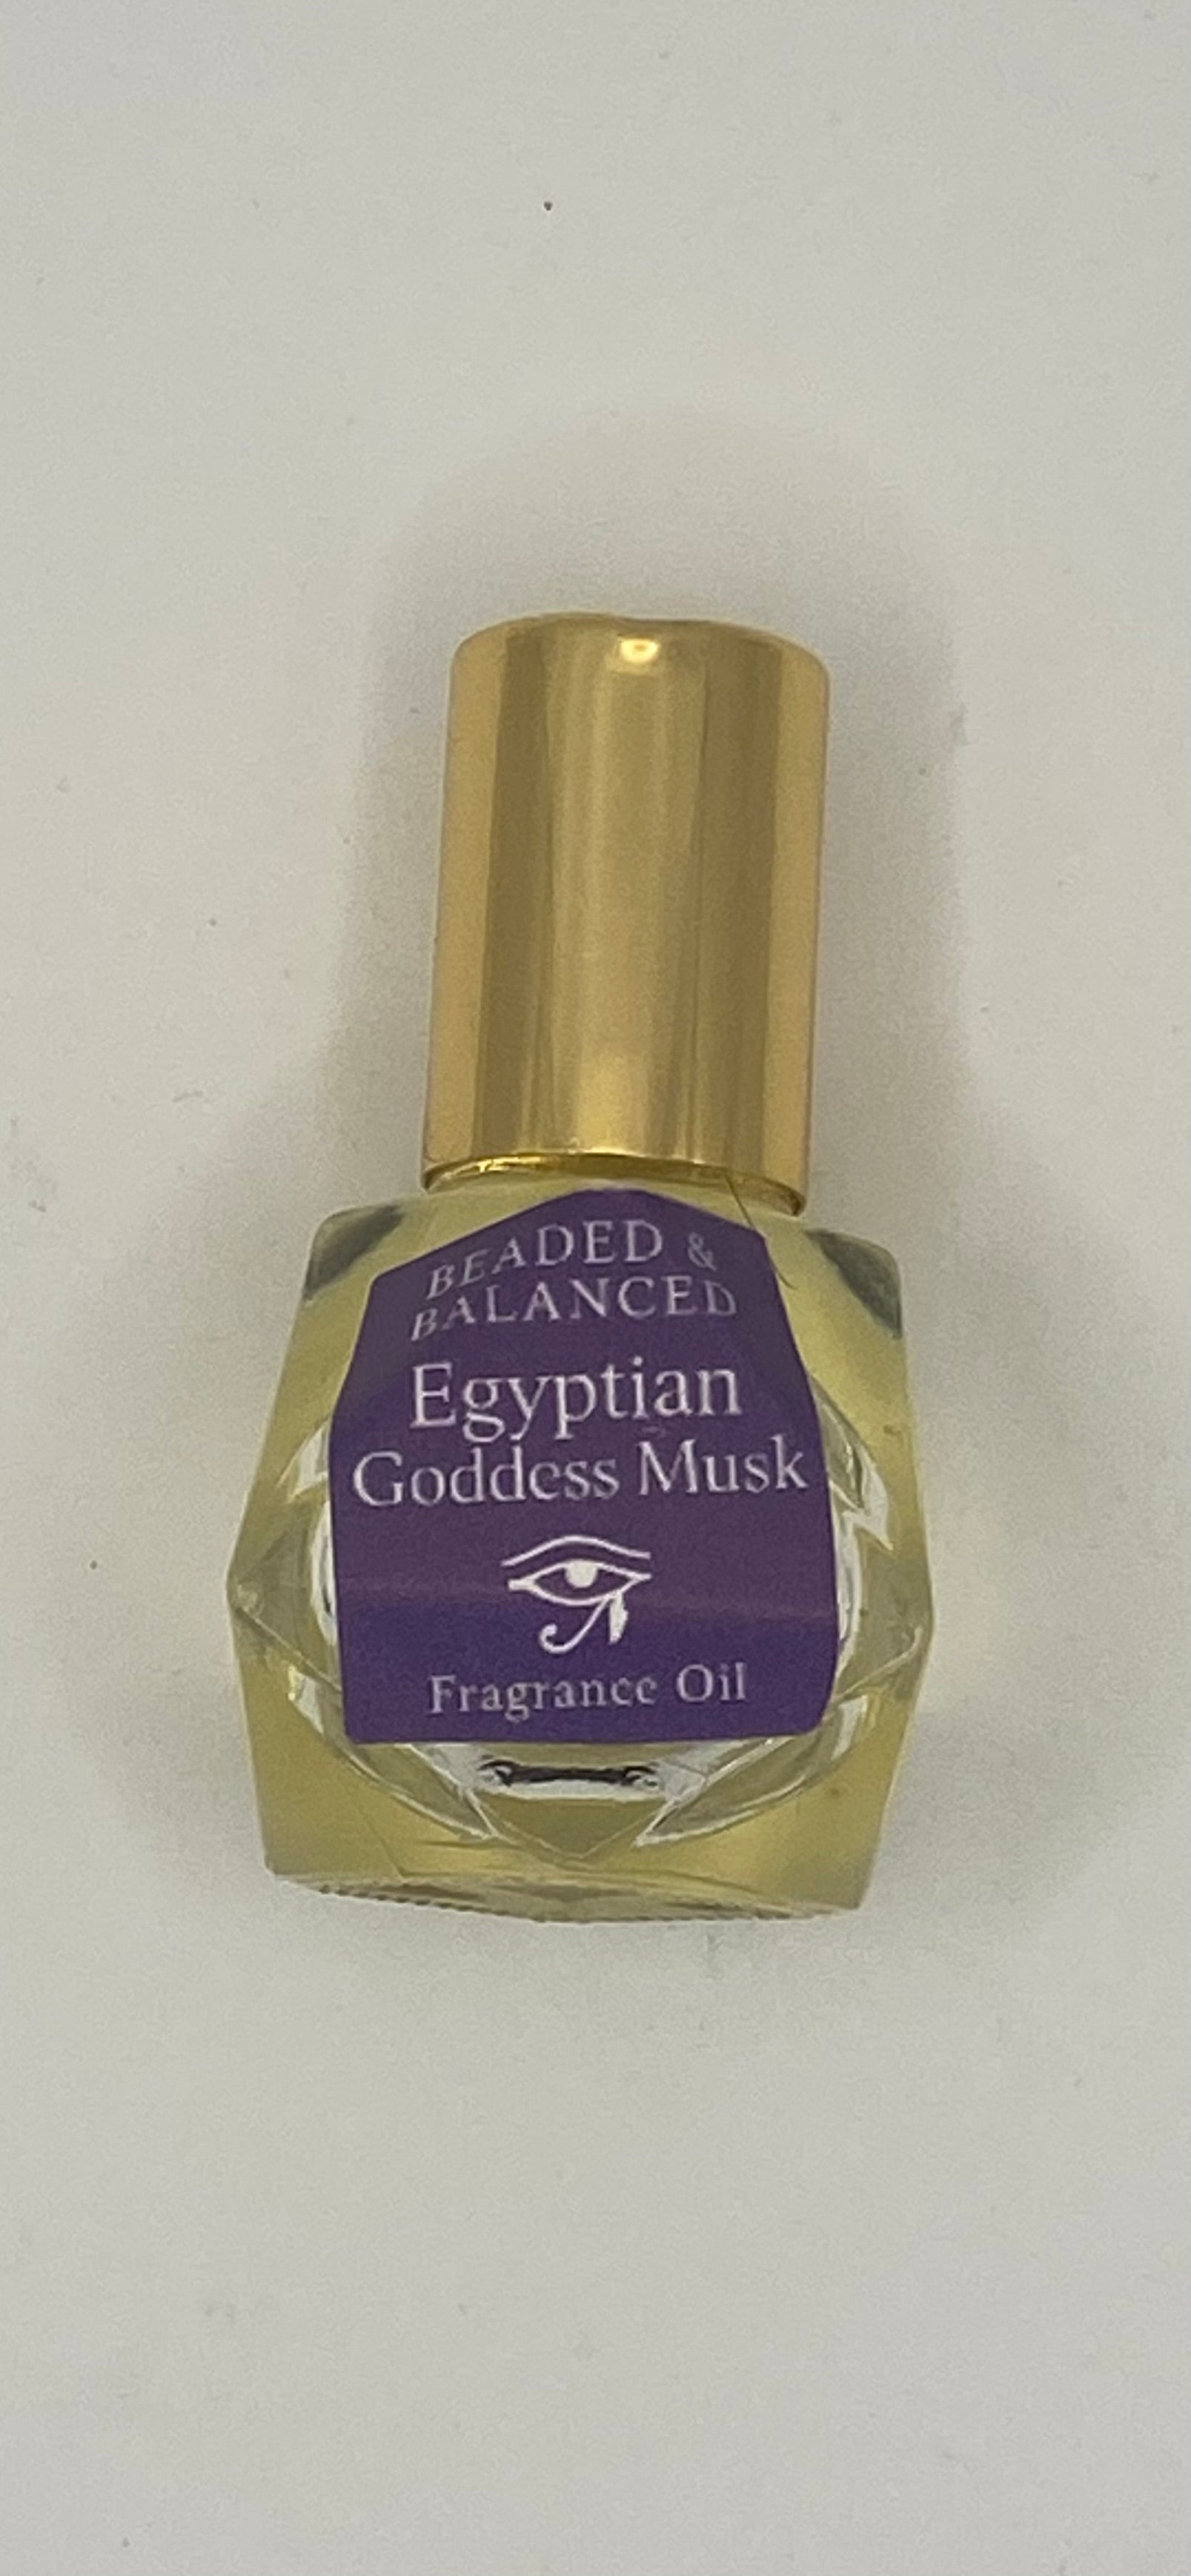 BEADED &
BALANCED
Egyptian
Goddess Musk
Fragrance Oil